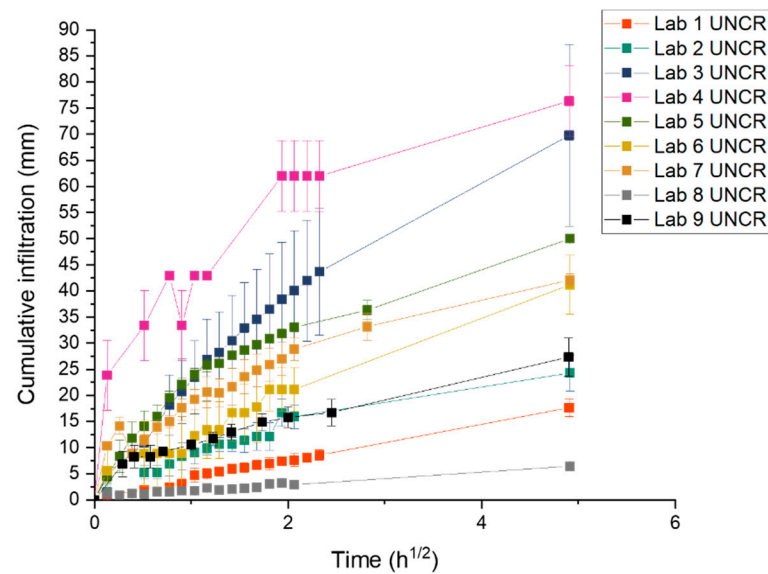 90
85
80
75
70
65
60
55
50
45
40
35
30
25
20
15
10
5
0
Cumulative infiltration (mm)
0
2
4
6
Time (h^1/2)
Lab 1 UNCR
Lab 2 UNCR
Lab 3 UNCR
Lab 4 UNCR
Lab 5 UNCR
Lab 6 UNCR
Lab 7 UNCR
Lab 8 UNCR
Lab 9 UNCR